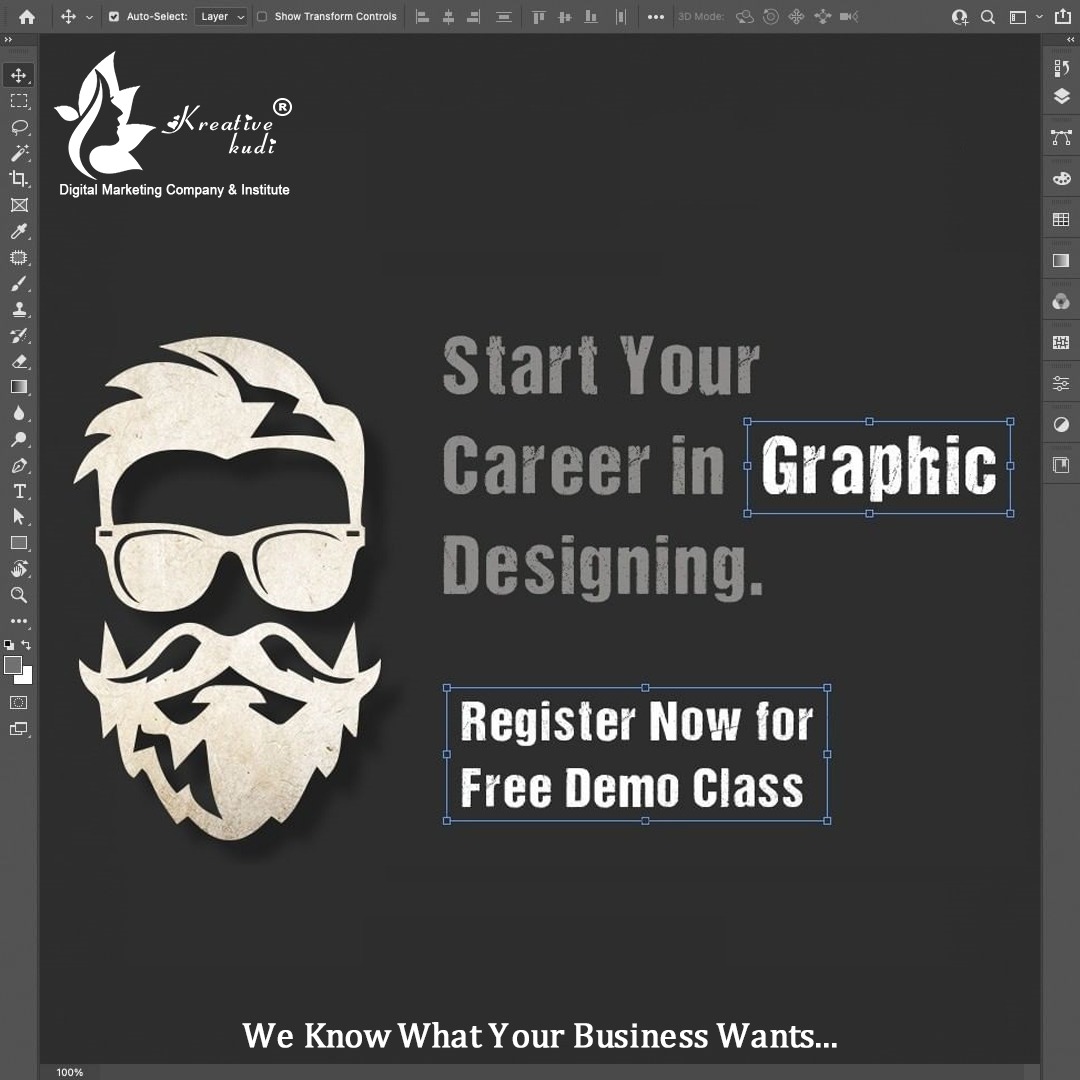 Auto-Select: Layer Show Transform Controls 3D Mode:
Kreative ®
kudi
Digital Marketing Company & Institute
Start Your
Career in Graphic
Designing.
Register Now for
Free Demo Class
We Know What Your Business Wants...
100%